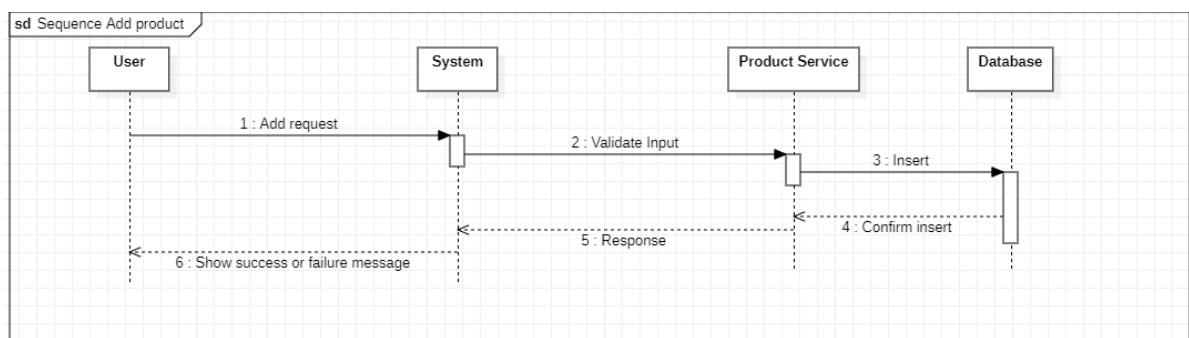 sd Sequence Add product
User
System
Product Service
Database
1 : Add request
2 : Validate Input
3 : Insert
4 : Confirm insert
5 : Response
6 : Show success or failure message